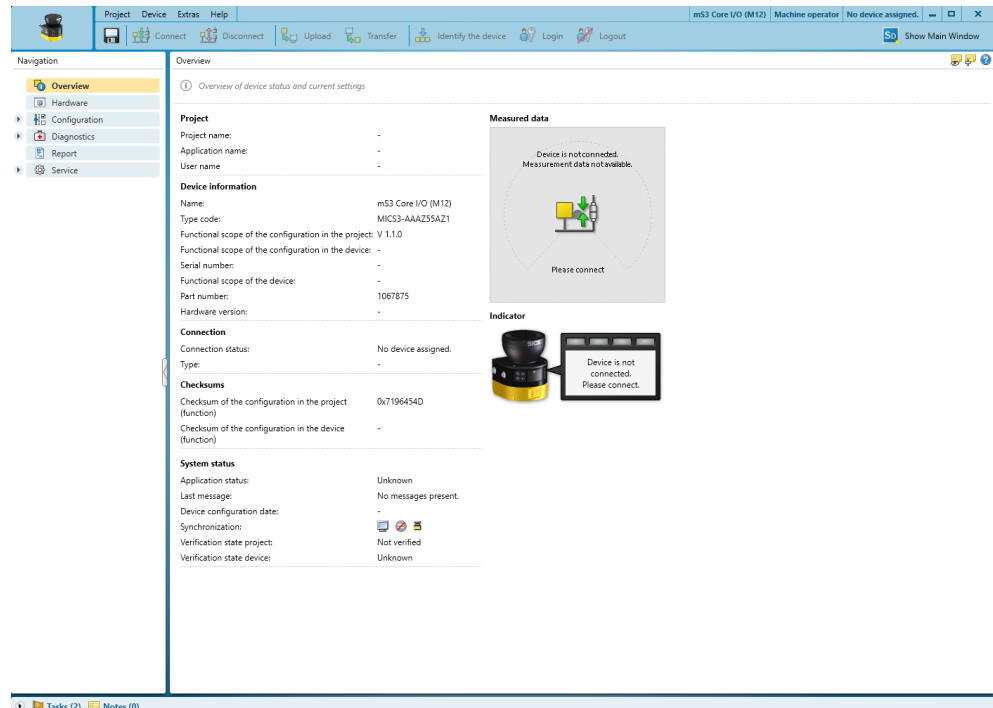 Project Device Extras Help
mS3 Core I/O (M12) Machine operator No device assigned.
Connect Disconnect Upload Transfer Identify the device Login Logout
SD Show Main Window
Navigation
Overview
Hardware
Configuration
Diagnostics
Report
Service
Overview
Overview of device status and current settings
Project
Project name: -
Application name: -
User name -
Device information
Name: mS3 Core I/O (M12)
Type code: MICS3-AAAZ55AZ1
Functional scope of the configuration in the project: V 1.1.0
Functional scope of the configuration in the device: -
Serial number: -
Functional scope of the device: -
Part number: 1067875
Hardware version: -
Connection
Connection status: No device assigned.
Type: -
Checksums
Checksum of the configuration in the project 0x7196454D
(function)
Checksum of the configuration in the device -
(function)
System status
Application status: Unknown
Last message: No messages present.
Device configuration date: -
Synchronization:
Verification state project: Not verified
Verification state device: Unknown
Measured data
Device is not connected.
Measurement data not available.
Please connect
Indicator
SICK
Device is not
connected.
Please connect.
Tasks (2) Notes (0)